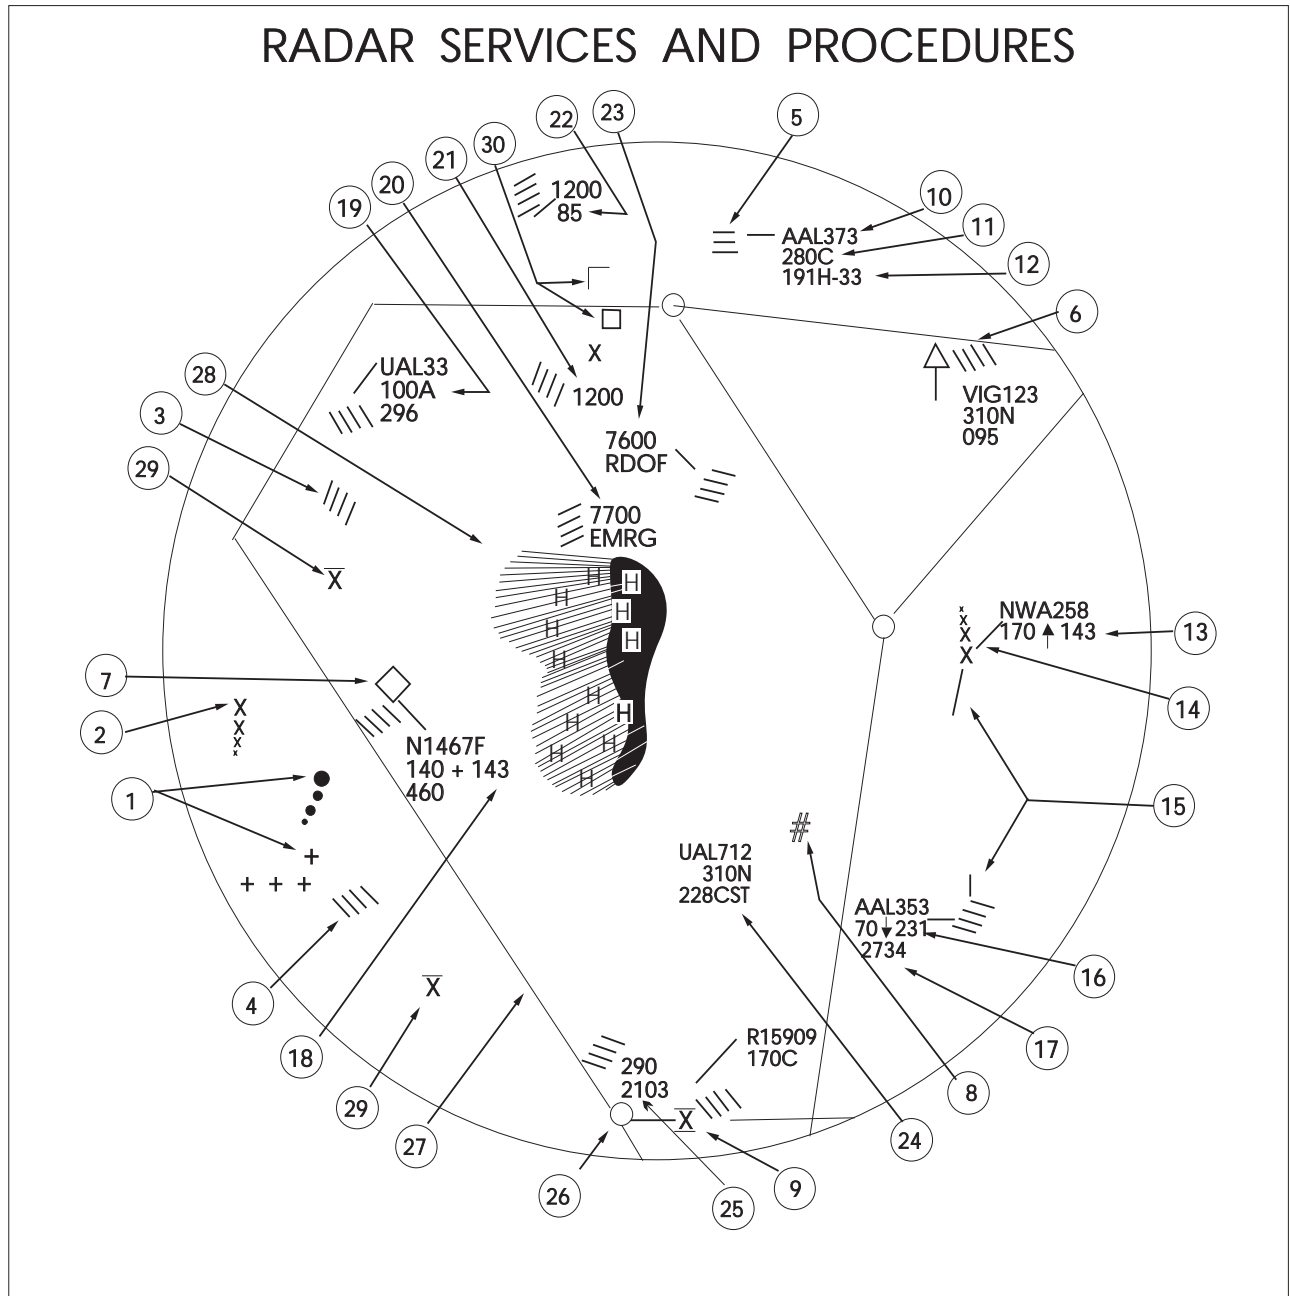 RADAR SERVICES AND PROCEDURES
22
23
5
30
21
20
19
1200
85
10
11
12
AAL373
280C
191H-33
6
X
28
3
29
UAL33
100A
296
1200
VIG123
310N
095
7600
RDOF
7700
EMRG
X
H
H
H
H
H
H
H
H
NWA258
170 143
13
X
X
X
X
7
2
X
X
X
X
14
H
H
H
H
H
N1467F
140 + 143
460
1
+
+ + +
15
#
UAL712
310N
228CST
AAL353
70 231
2734
16
4
X
18
29
27
17
8
24
R15909
170C
290
2103
X
26
25
9